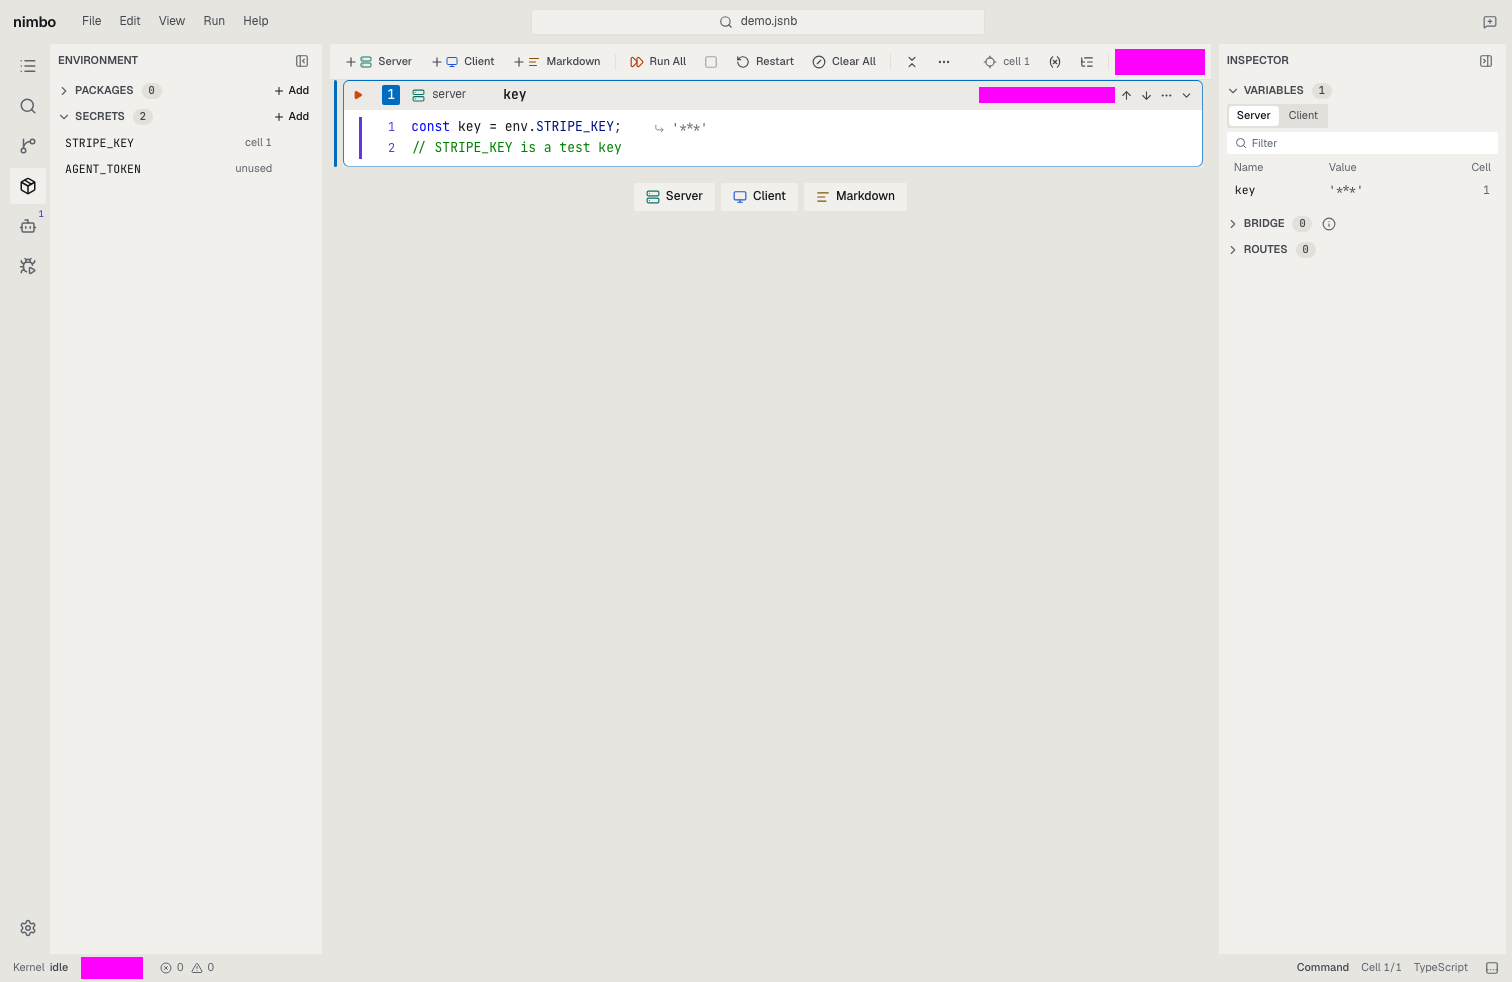 nimbo File Edit View Run Help
demo.jsnb
ENVIRONMENT
PACKAGES 0 Add
SECRETS 2 Add
STRIPE_KEY cell 1
AGENT_TOKEN unused
1
Server Client Markdown Run All Restart Clear All cell 1
1 server key
1 const key = env.STRIPE_KEY; '***'
2 // STRIPE_KEY is a test key
Server Client Markdown
INSPECTOR
VARIABLES 1
Server Client
Filter
Name Value Cell
key '***' 1
BRIDGE 0
ROUTES 0
Kernel idle 0 0
Command Cell 1/1 TypeScript